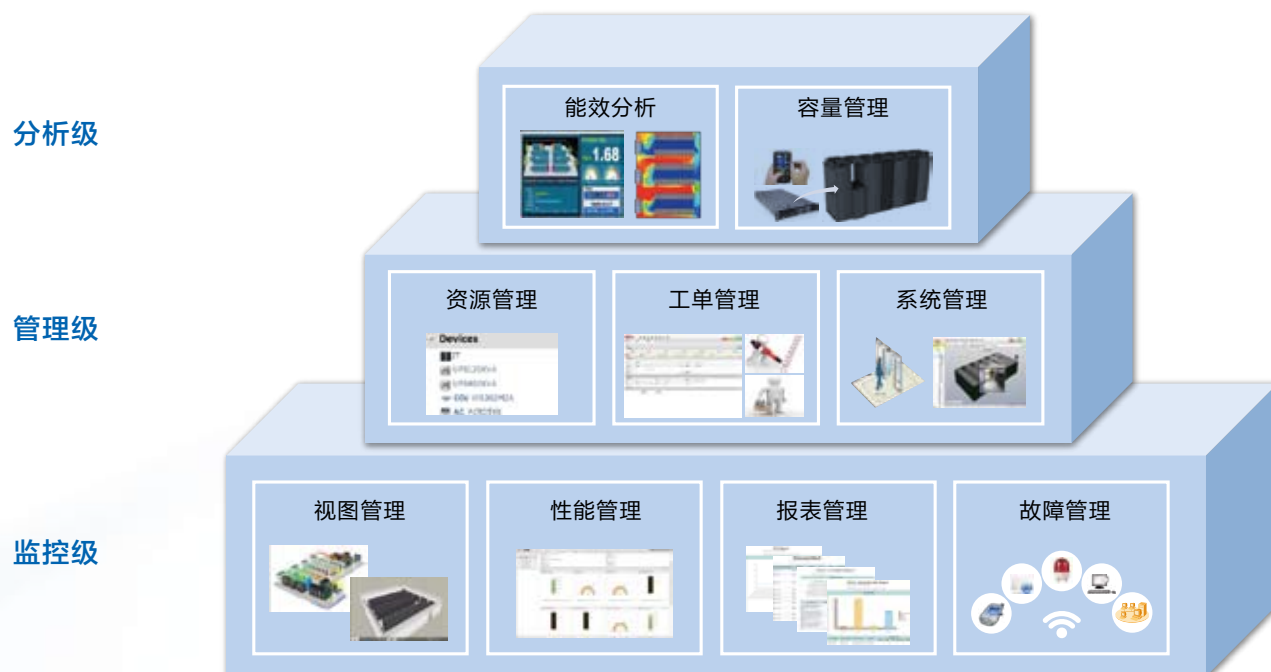 分析级
能效分析
容量管理
1.68
管理级
资源管理
工单管理
系统管理
Devices
IT
监控级
视图管理
性能管理
报表管理
故障管理